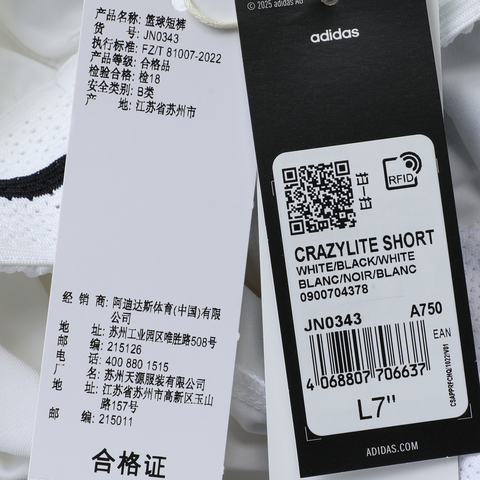 产品名称: 篮球短裤
货 号: JN0343
执行标准: FZ/T 81007-2022
产品等级: 合格品
检验合格: 检18
安全类别: B类
产 地: 江苏省苏州市
经 销 商: 阿迪达斯体育(中国)有限
公司
地 址: 苏州工业园区唯胜路508号
邮 编: 215126
电 话: 400 880 1515
厂 名: 苏州天源服装有限公司
地 址: 江苏省苏州市高新区玉山
路157号
邮 编: 215011
合格证
© 2025 adidas AG
adidas
RFID
CRAZYLITE SHORT
WHITE/BLACK/WHITE
BLANC/NOIR/BLANC
0900704378
JN0343 A750
EAN
4 068807 706637
L7"
ADIDAS.COM